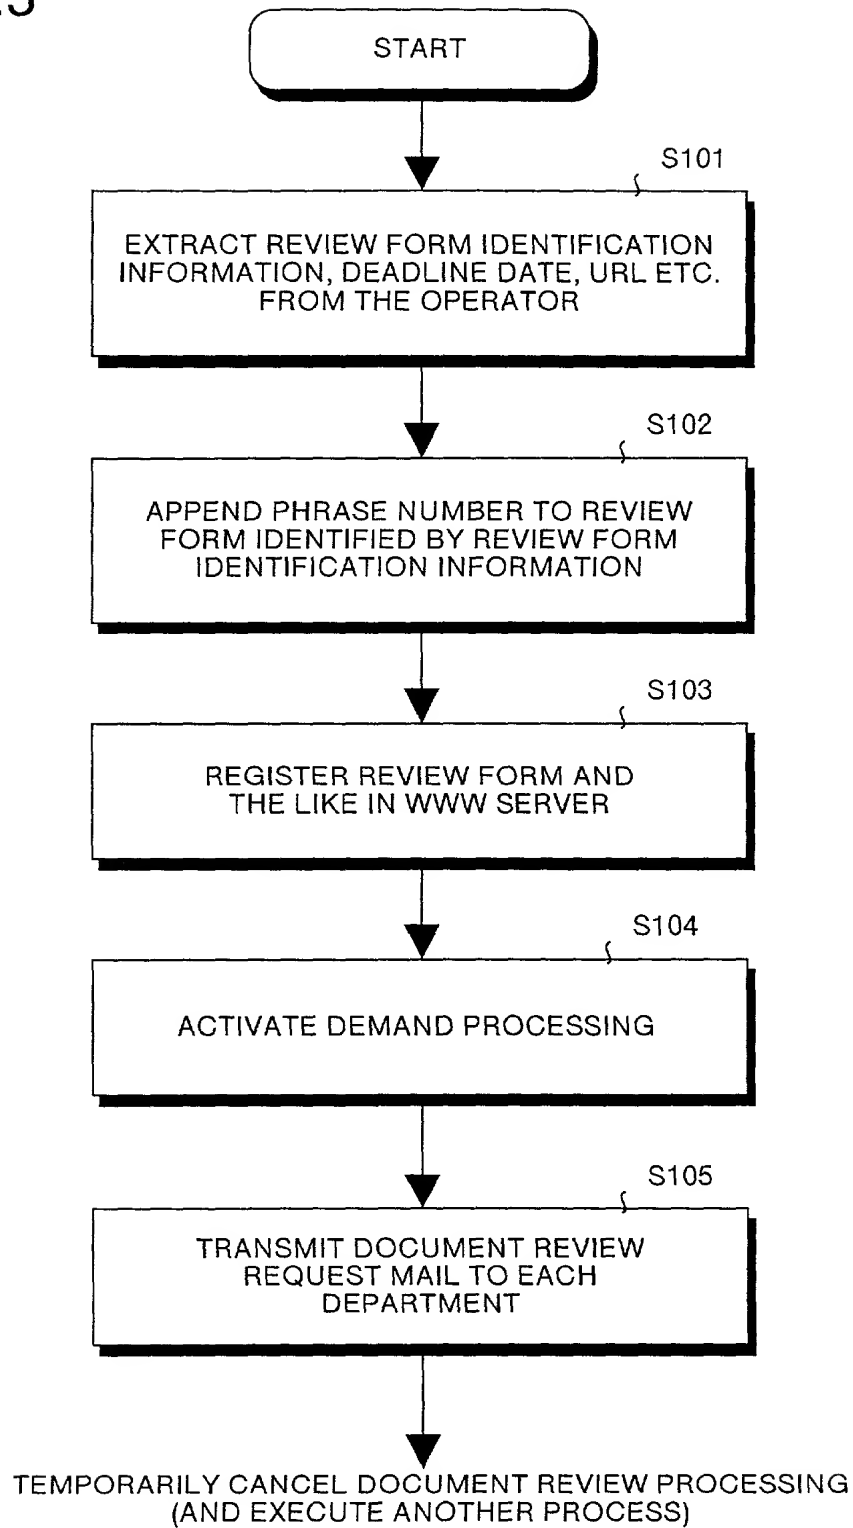 START
S101
EXTRACT REVIEW FORM IDENTIFICATION
INFORMATION, DEADLINE DATE, URL ETC.
FROM THE OPERATOR
S102
APPEND PHRASE NUMBER TO REVIEW
FORM IDENTIFIED BY REVIEW FORM
IDENTIFICATION INFORMATION
S103
REGISTER REVIEW FORM AND
THE LIKE IN WWW SERVER
S104
ACTIVATE DEMAND PROCESSING
S105
TRANSMIT DOCUMENT REVIEW
REQUEST MAIL TO EACH
DEPARTMENT
TEMPORARILY CANCEL DOCUMENT REVIEW PROCESSING
(AND EXECUTE ANOTHER PROCESS)